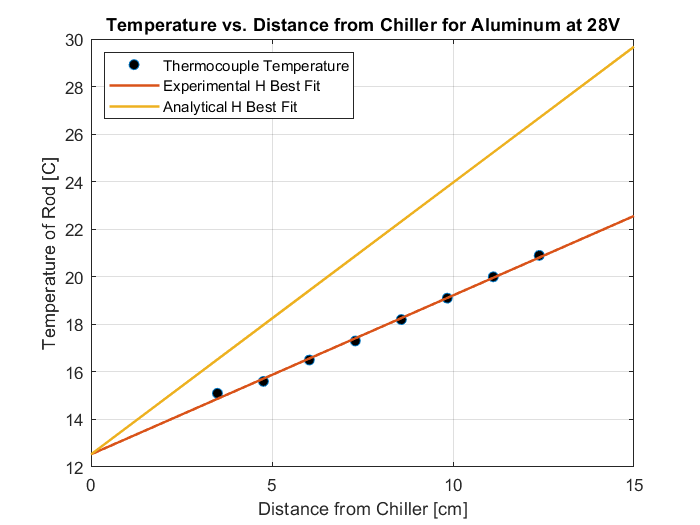 Temperature vs. Distance from Chiller for Aluminum at 28V
30
28
26
24
22
20
18
16
14
12
Thermocouple Temperature
Experimental H Best Fit
Analytical H Best Fit
Temperature of Rod [C]
0
5
10
15
Distance from Chiller [cm]